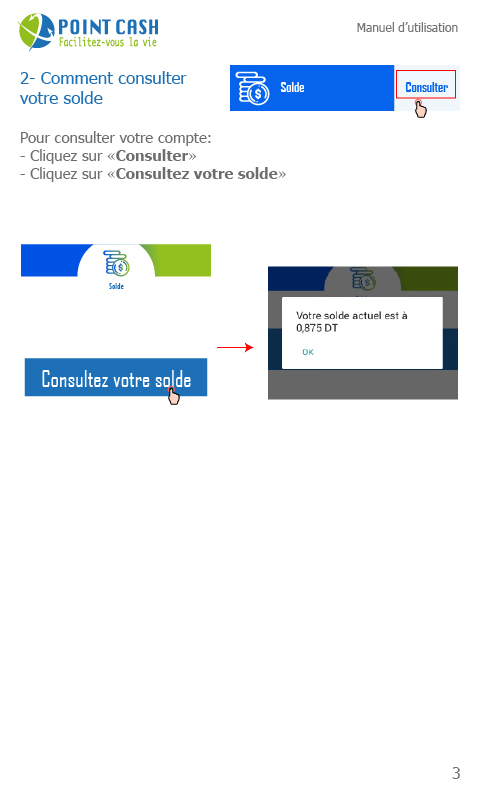 POINT CASH
Facilitez-vous la vie
Manuel d'utilisation
2- Comment consulter
votre solde
Solde
Consulter
Pour consulter votre compte:
- Cliquez sur «Consulter»
- Cliquez sur «Consultez votre solde»
Solde
Consultez votre solde
Votre solde actuel est à
0,875 DT
OK
3